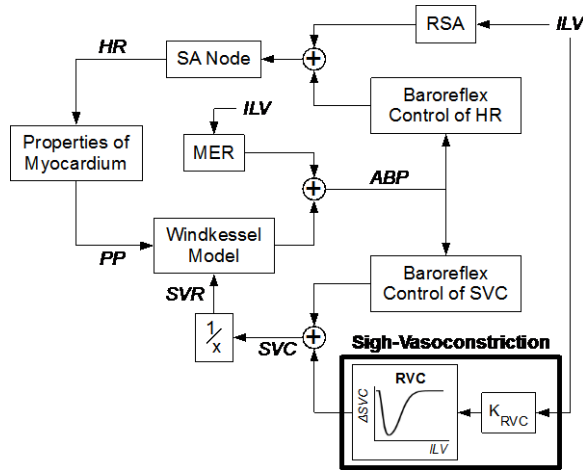 RSA
ILV
HR
SA Node
+
ILV
Baroreflex
Control of HR
Properties of
Myocardium
MER
+
ABP
Windkessel
Model
PP
Baroreflex
Control of SVC
SVR
1/x
SVC
+
Sigh-Vasoconstriction
RVC
ΔSVC
ILV
K_RVC